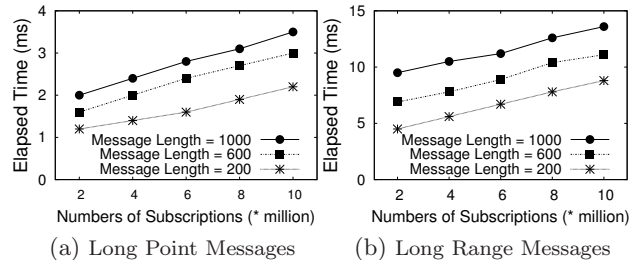 Elapsed Time (ms)
4
3
2
1
0
Message Length = 1000
Message Length = 600
Message Length = 200
2 4 6 8 10
Numbers of Subscriptions (* million)
(a) Long Point Messages
Elapsed Time (ms)
15
10
5
0
Message Length = 1000
Message Length = 600
Message Length = 200
2 4 6 8 10
Numbers of Subscriptions (* million)
(b) Long Range Messages